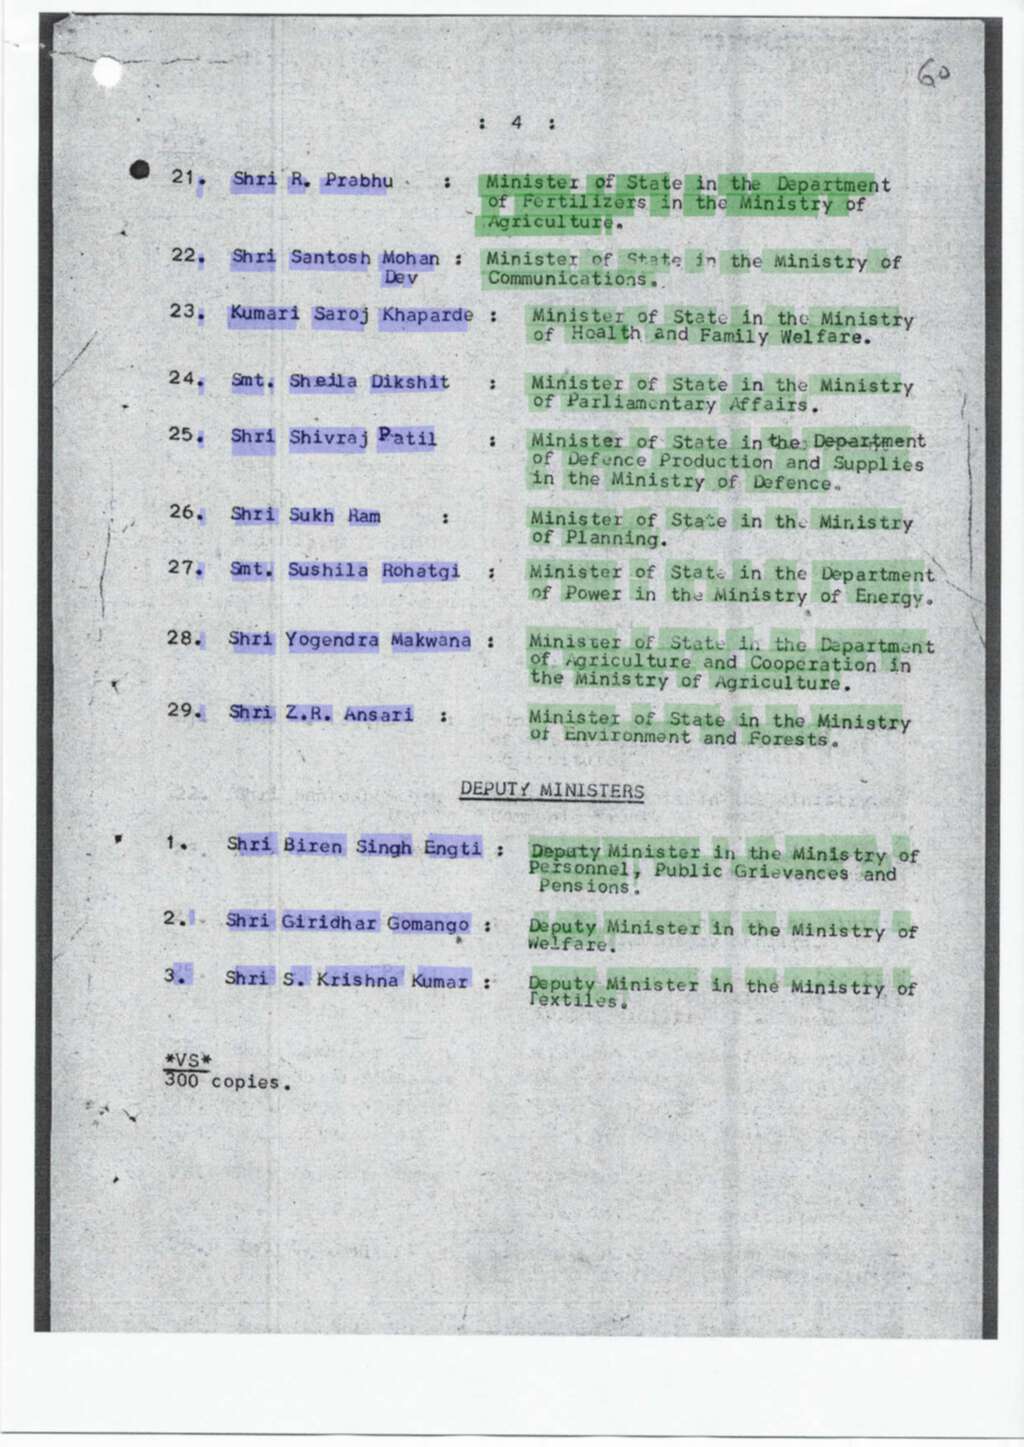 60
: 4 :
21. Shri R. Prabhu : Minister of State in the Department
of Fertilizers in the Ministry of
Agriculture.
22. Shri Santosh Mohan : Minister of State in the Ministry of
Dev Communications.
23. Kumari Saroj Khaparde : Minister of State in the Ministry
of Health and Family Welfare.
24. Smt. Sheila Dikshit : Minister of State in the Ministry
of Parliamentary Affairs.
25. Shri Shivraj Patil : Minister of State in the Department
of Defence Production and Supplies
in the Ministry of Defence.
26. Shri Sukh Ram : Minister of State in the Ministry
of Planning.
27. Smt. Sushila Rohatgi : Minister of State in the Department
of Power in the Ministry of Energy.
28. Shri Yogendra Makwana : Minister of State in the Department
of Agriculture and Cooperation in
the Ministry of Agriculture.
29. Shri Z.R. Ansari : Minister of State in the Ministry
of Environment and Forests.
DEPUTY MINISTERS
1. Shri Biren Singh Engti : Deputy Minister in the Ministry of
Personnel, Public Grievances and
Pensions.
2. Shri Giridhar Gomango : Deputy Minister in the Ministry of
Welfare.
3. Shri S. Krishna Kumar : Deputy Minister in the Ministry of
Textiles.
*VS*
300 copies.